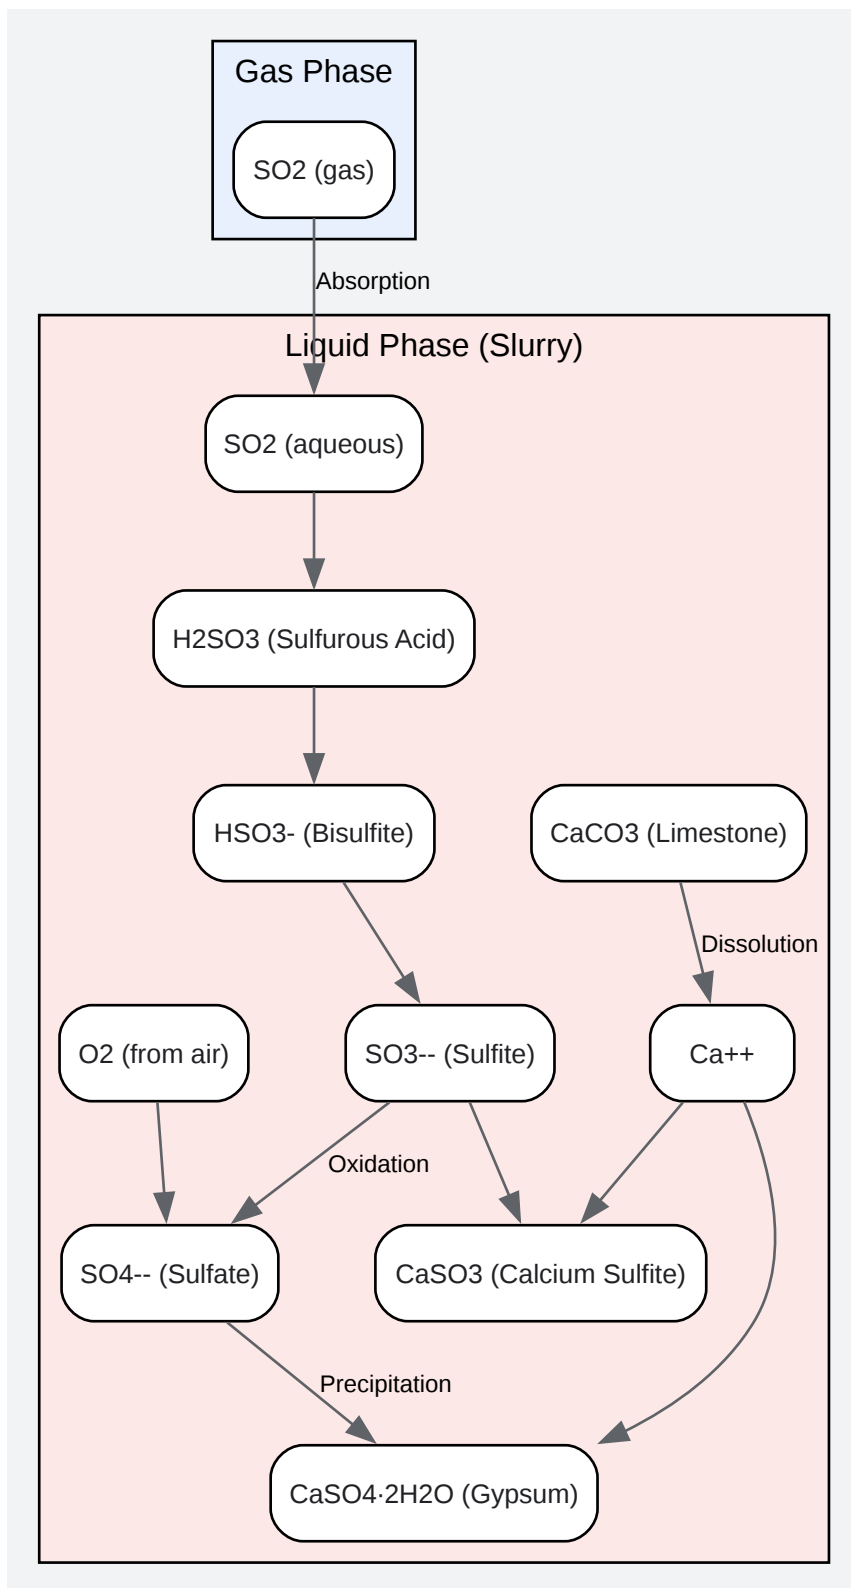 Gas Phase
SO2 (gas)
Absorption
Liquid Phase (Slurry)
SO2 (aqueous)
H2SO3 (Sulfurous Acid)
HSO3- (Bisulfite)
CaCO3 (Limestone)
Dissolution
O2 (from air)
SO3-- (Sulfite)
Ca++
Oxidation
SO4-- (Sulfate)
CaSO3 (Calcium Sulfite)
Precipitation
CaSO4·2H2O (Gypsum)